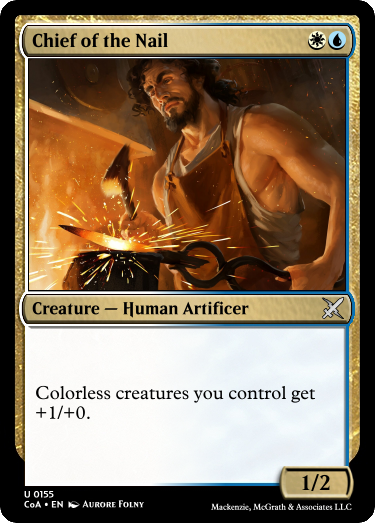 Chief of the Nail
Creature — Human Artificer
Colorless creatures you control get
+1/+0.
1/2
U 0155
CoA • EN Aurore Folny
Mackenzie, McGrath & Associates LLC